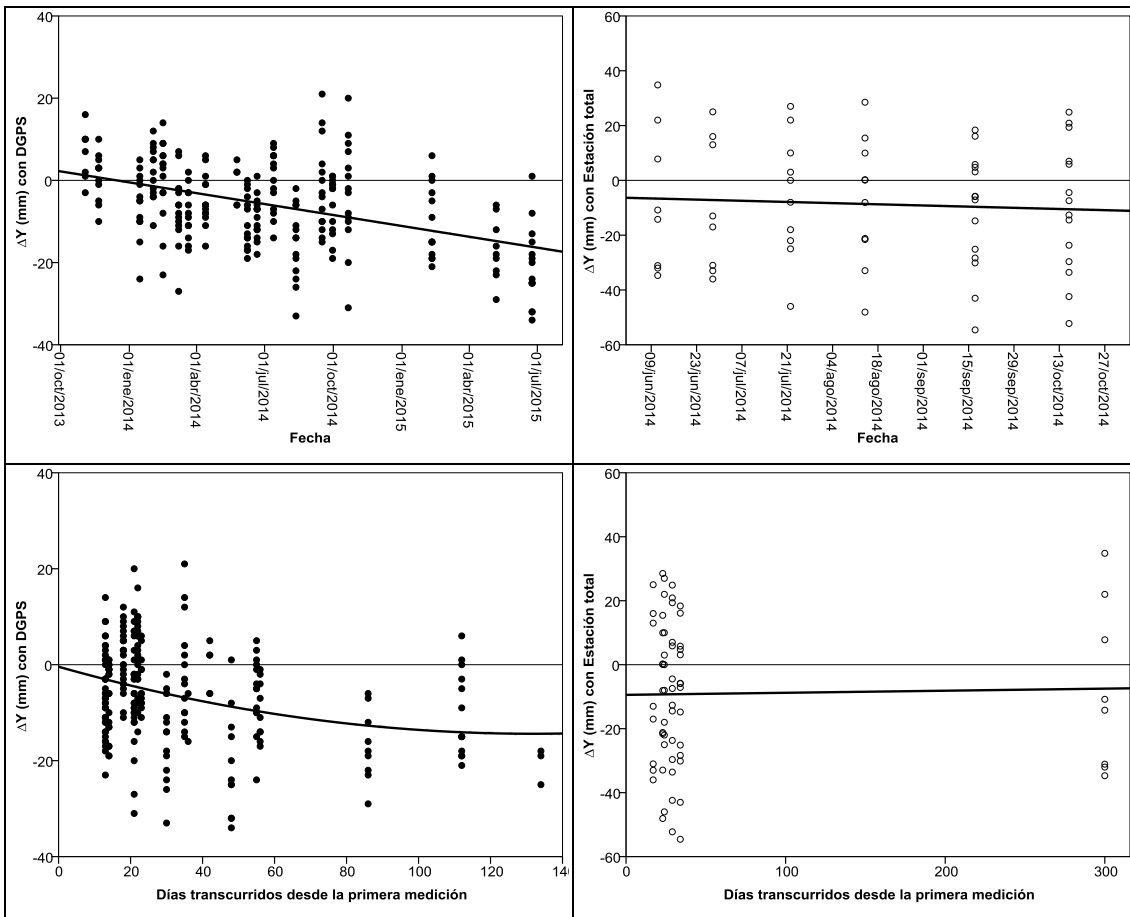 40
20
0
-20
-40
ΔY (mm) con DGPS
01/oct/2013
01/ene/2014
01/abr/2014
01/jul/2014
01/oct/2014
01/ene/2015
01/abr/2015
01/jul/2015
Fecha
60
40
20
0
-20
-40
-60
ΔY (mm) con Estación total
09/jun/2014
23/jun/2014
07/jul/2014
21/jul/2014
04/ago/2014
18/ago/2014
01/sep/2014
15/sep/2014
29/sep/2014
13/oct/2014
27/oct/2014
Fecha
40
20
0
-20
-40
ΔY (mm) con DGPS
0 20 40 60 80 100 120 140
Días transcurridos desde la primera medición
60
40
20
0
-20
-40
-60
ΔY (mm) con Estación total
0 100 200 300
Días transcurridos desde la primera medición